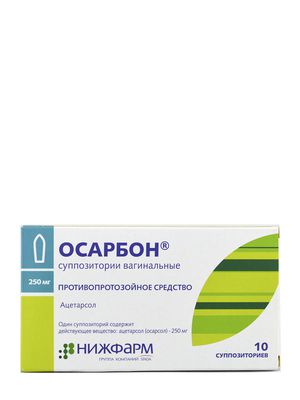 ОСАРБОН®
суппозитории вагинальные
250 мг
ПРОТИВОПРОТОЗОЙНОЕ СРЕДСТВО
Ацетарсол
Один суппозиторий содержит
действующее вещество: ацетарсол (осарсол) - 250 мг
НИЖФАРМ
ГРУППА КОМПАНИЙ STADA
10
СУППОЗИТОРИЕВ